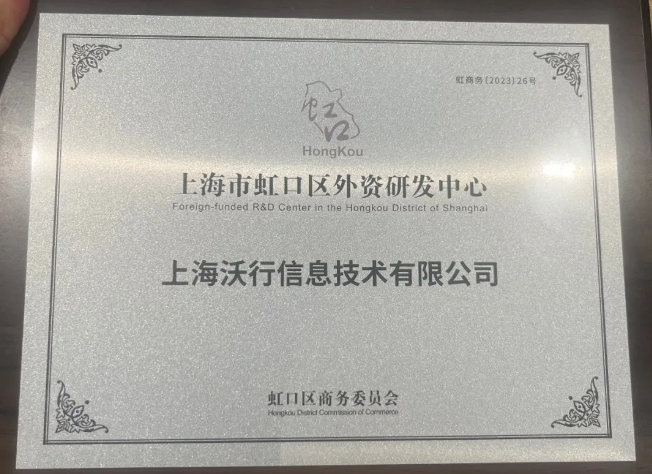 虹商务[2023]26号
虹口
HongKou
上海市虹口区外资研发中心
Foreign-funded R&D Center in the Hongkou District of Shanghai
上海沃行信息技术有限公司
虹口区商务委员会
Hongkou District Commission of Commerce